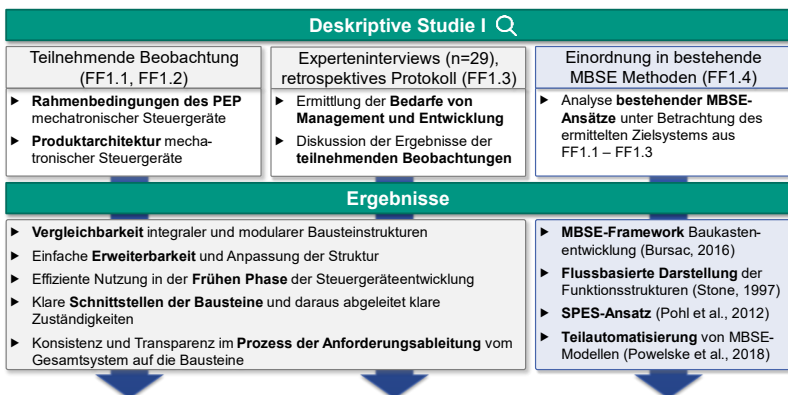 Deskriptive Studie I
Teilnehmende Beobachtung
(FF1.1, FF1.2)
► Rahmenbedingungen des PEP
mechatronischer Steuergeräte
► Produktarchitektur mecha-
tronischer Steuergeräte
Experteninterviews (n=29),
retrospektives Protokoll (FF1.3)
► Ermittlung der Bedarfe von
Management und Entwicklung
► Diskussion der Ergebnisse der
teilnehmenden Beobachtungen
Einordnung in bestehende
MBSE Methoden (FF1.4)
► Analyse bestehender MBSE-
Ansätze unter Betrachtung des
ermittelten Zielsystems aus
FF1.1 – FF1.3
Ergebnisse
► Vergleichbarkeit integraler und modularer Bausteinstrukturen
► Einfache Erweiterbarkeit und Anpassung der Struktur
► Effiziente Nutzung in der Frühen Phase der Steuergeräteentwicklung
► Klare Schnittstellen der Bausteine und daraus abgeleitet klare
Zuständigkeiten
► Konsistenz und Transparenz im Prozess der Anforderungsableitung vom
Gesamtsystem auf die Bausteine
► MBSE-Framework Baukasten-
entwicklung (Bursac, 2016)
► Flussbasierte Darstellung der
Funktionsstrukturen (Stone, 1997)
► SPES-Ansatz (Pohl et al., 2012)
► Teilautomatisierung von MBSE-
Modellen (Powelske et al., 2018)